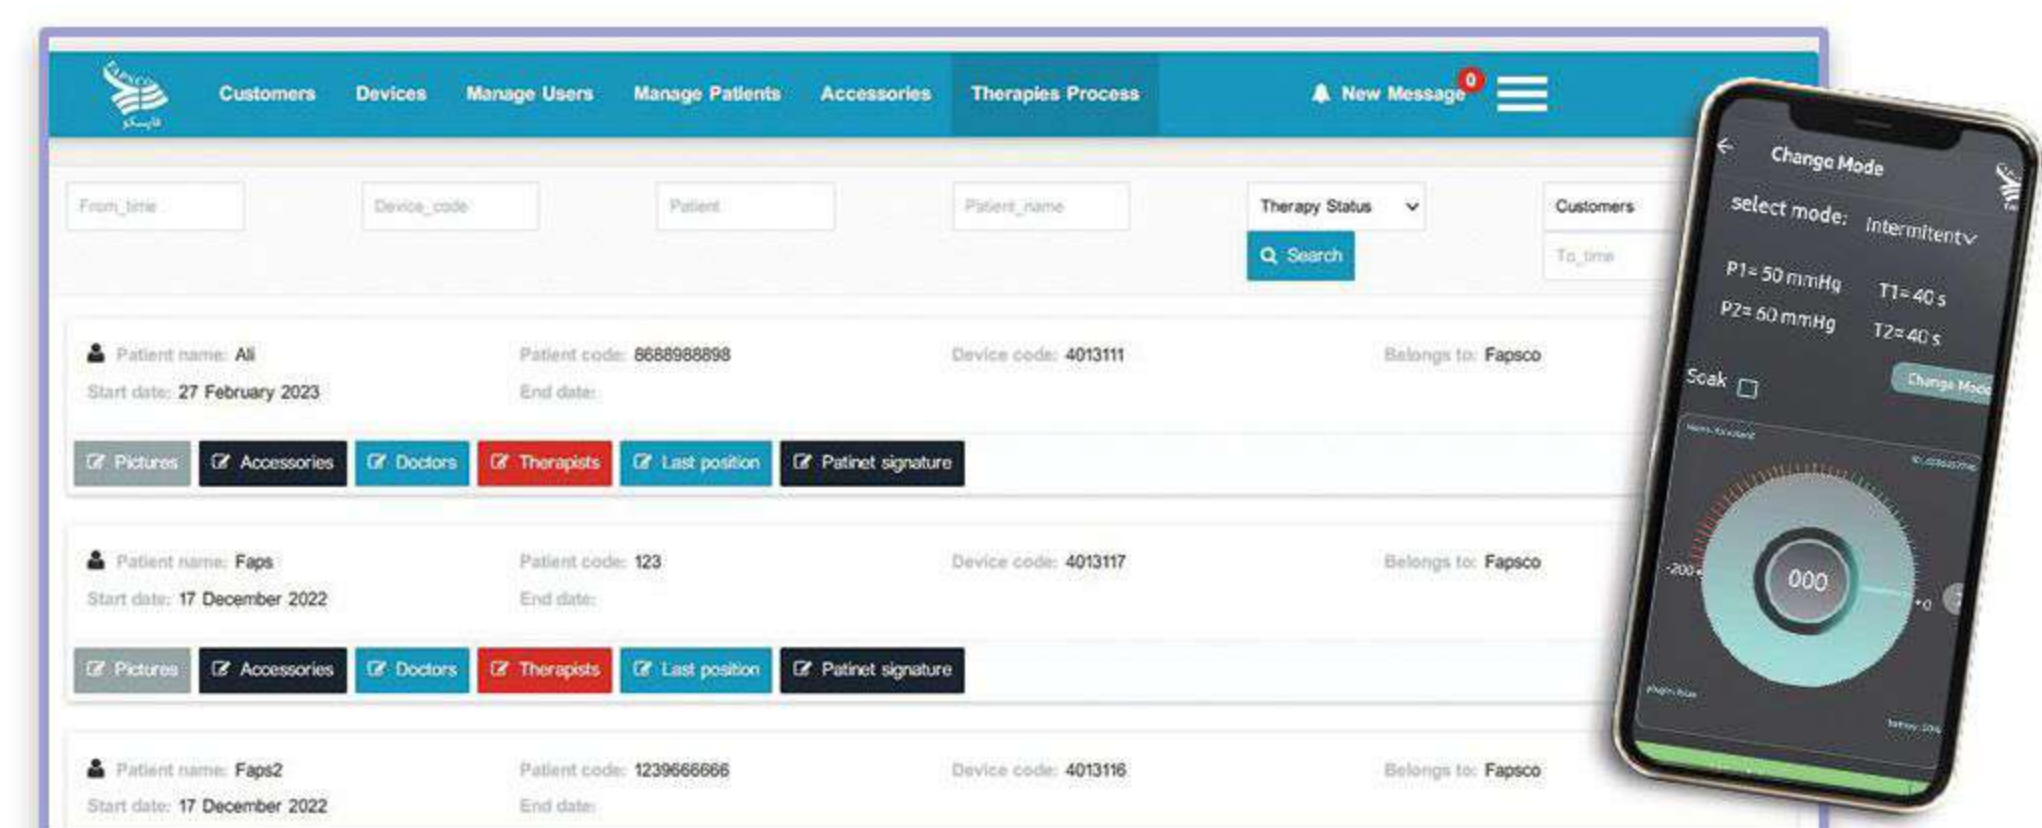 FAPSCO
فاپسکو
Customers Devices Manage Users Manage Patients Accessories Therapies Process New Message 0
From_time Device_code Patient Patient_name Therapy Status Customers
Search To_time
Patient name: Ali Patient code: 8688988898 Device code: 4013111 Belongs to: Fapsco
Start date: 27 February 2023 End date:
Pictures Accessories Doctors Therapists Last position Patinet signature
Patient name: Faps Patient code: 123 Device code: 4013117 Belongs to: Fapsco
Start date: 17 December 2022 End date:
Pictures Accessories Doctors Therapists Last position Patinet signature
Patient name: Faps2 Patient code: 1239666666 Device code: 4013116 Belongs to: Fapsco
Start date: 17 December 2022 End date:
Change Mode
select mode: Intermitent
P1= 50 mmHg T1= 40 s
P2= 60 mmHg T2= 40 s
Soak Change Mode
-200
000
+0